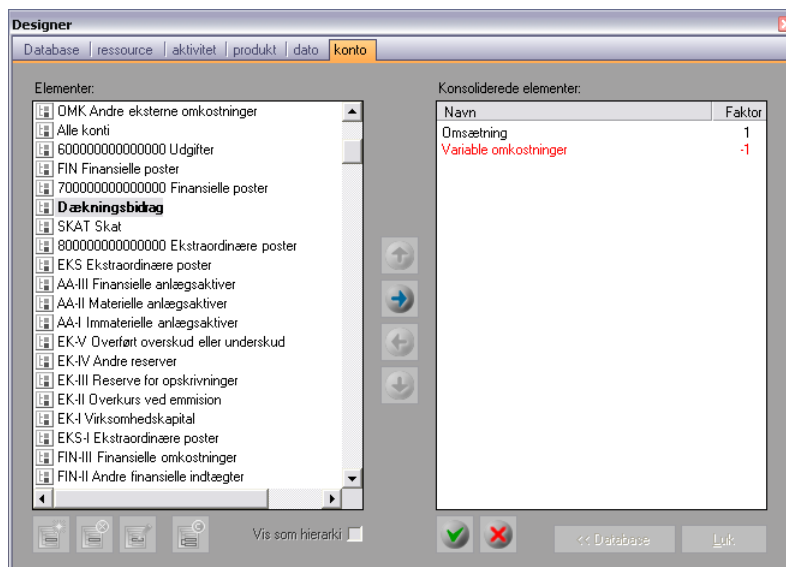 Designer
Database | ressource | aktivitet | produkt | dato | konto
Elementer:
OMK Andre eksterne omkostninger
Alle konti
600000000000000 Udgifter
FIN Finansielle poster
700000000000000 Finansielle poster
Dækningsbidrag
SKAT Skat
800000000000000 Ekstraordinære poster
EKS Ekstraordinære poster
AA-III Finansielle anlægsaktiver
AA-II Materielle anlægsaktiver
AA-I Immaterielle anlægsaktiver
EK-V Overført overskud eller underskud
EK-IV Andre reserver
EK-III Reserve for opskrivninger
EK-II Overkurs ved emmision
EK-I Virksomhedskapital
EKS-I Ekstraordinære poster
FIN-III Finansielle omkostninger
FIN-II Andre finansielle indtægter
Vis som hierarki
Konsoliderede elementer:
Navn Faktor
Omsætning 1
Variable omkostninger -1
<< Database Luk